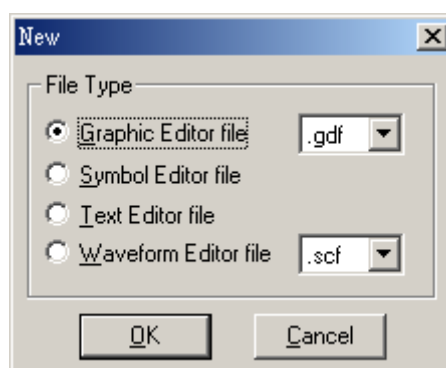 New
File Type
Graphic Editor file .gdf
Symbol Editor file
Text Editor file
Waveform Editor file .scf
OK Cancel